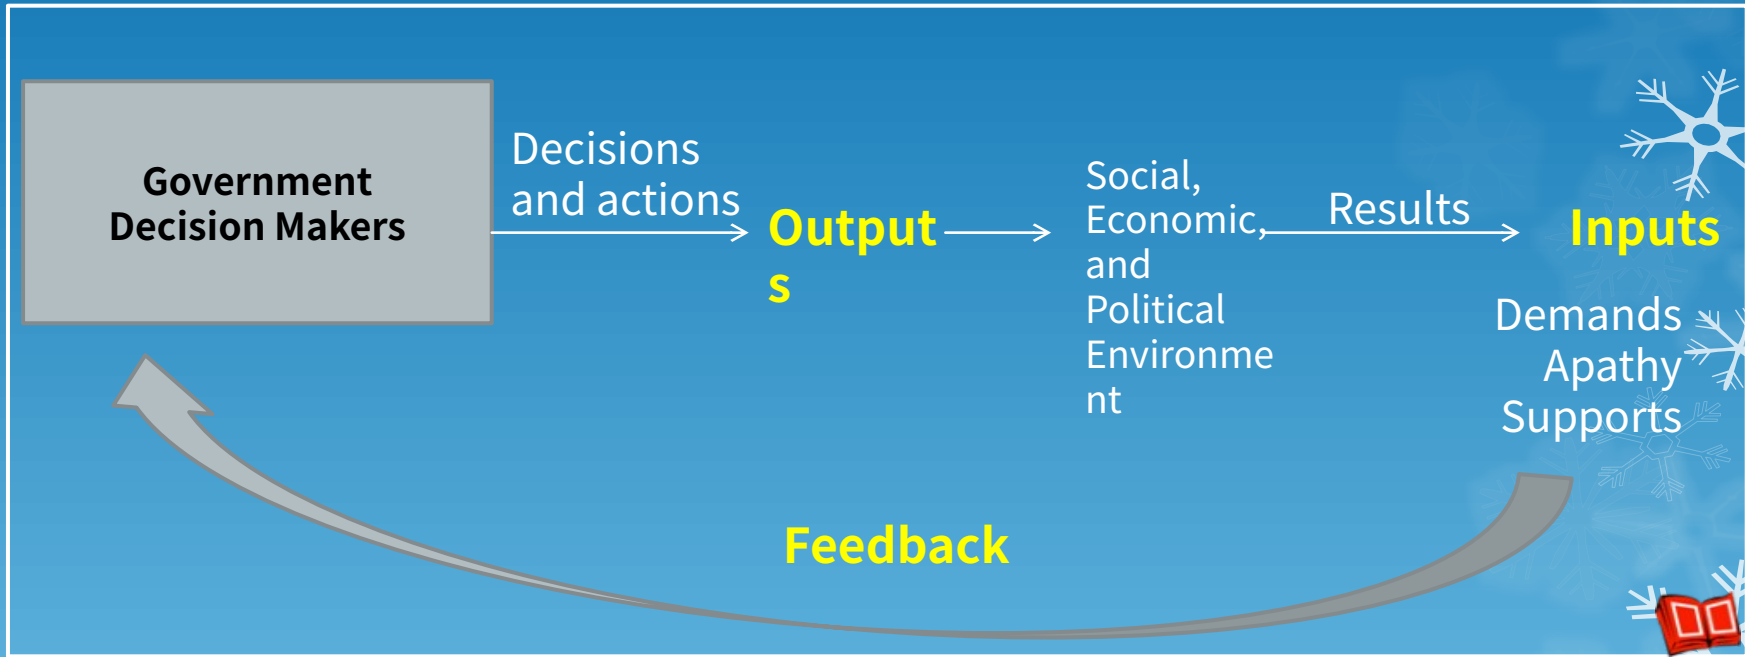 Government
Decision Makers
Decisions
and actions
Output
s
Social,
Economic,
and
Political
Environme
nt
Results
Inputs
Demands
Apathy
Supports
Feedback